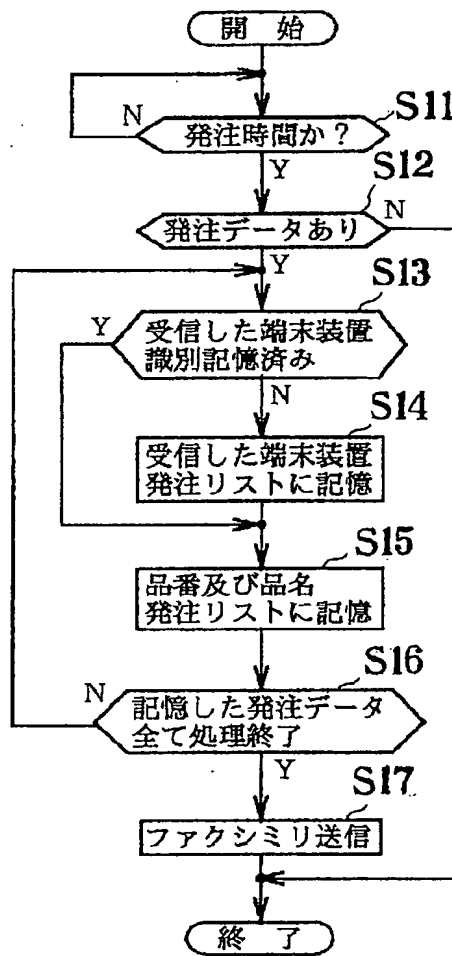 開 始
S11
N
発注時間か?
Y
S12
N
発注データあり
Y
S13
Y
受信した端末装置
識別記憶済み
N
S14
受信した端末装置
発注リストに記憶
S15
品番及び品名
発注リストに記憶
S16
N
記憶した発注データ
全て処理終了
Y
S17
ファクシミリ送信
終 了